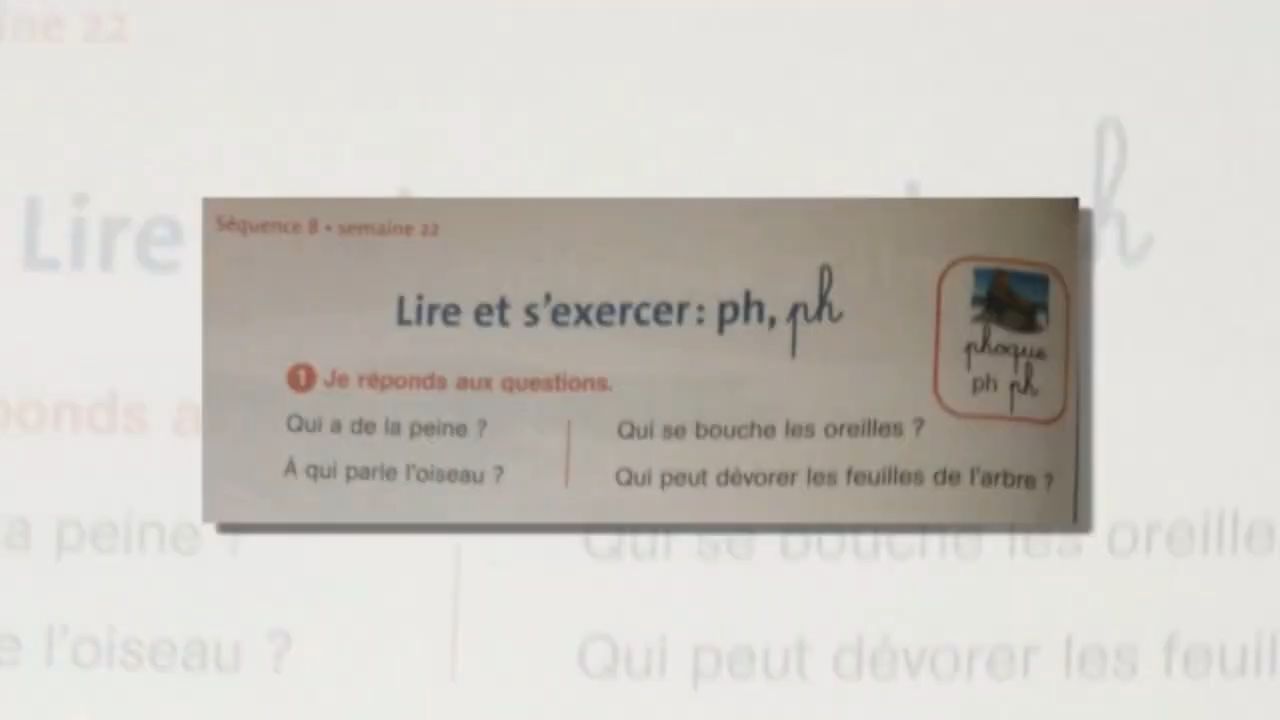 Séquence 8 • semaine 22
Lire et s'exercer : ph, ph
phoque
ph ph
1 Je réponds aux questions.
Qui a de la peine ?
À qui parle l'oiseau ?
Qui se bouche les oreilles ?
Qui peut dévorer les feuilles de l'arbre ?